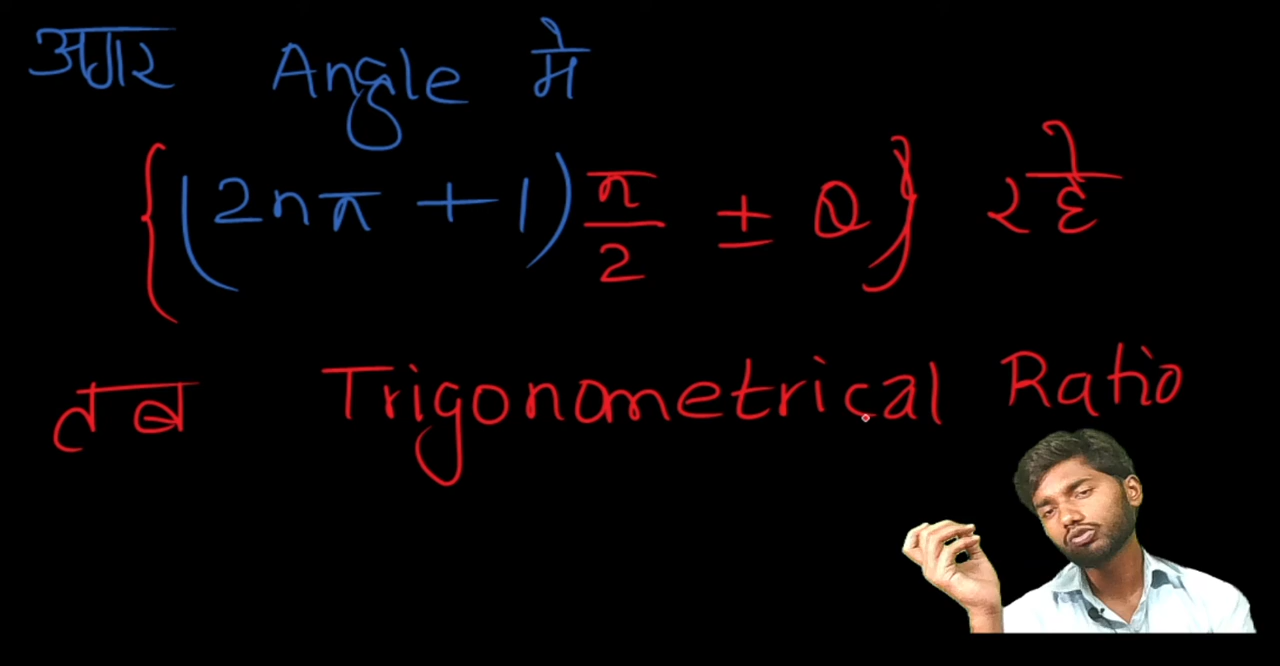 अगर Angle मे
{(2nπ + 1) π/2 ± θ} रहे
तब Trigonometrical Ratio